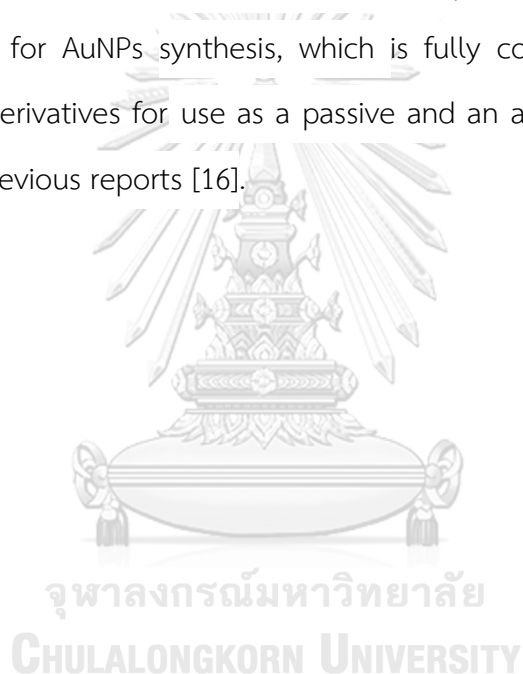 for AuNPs synthesis, which is fully co
erivatives for use as a passive and an a
evious reports [16].
จุฬาลงกรณ์มหาวิทยาลัย
CHULALONGKORN UNIVERSITY